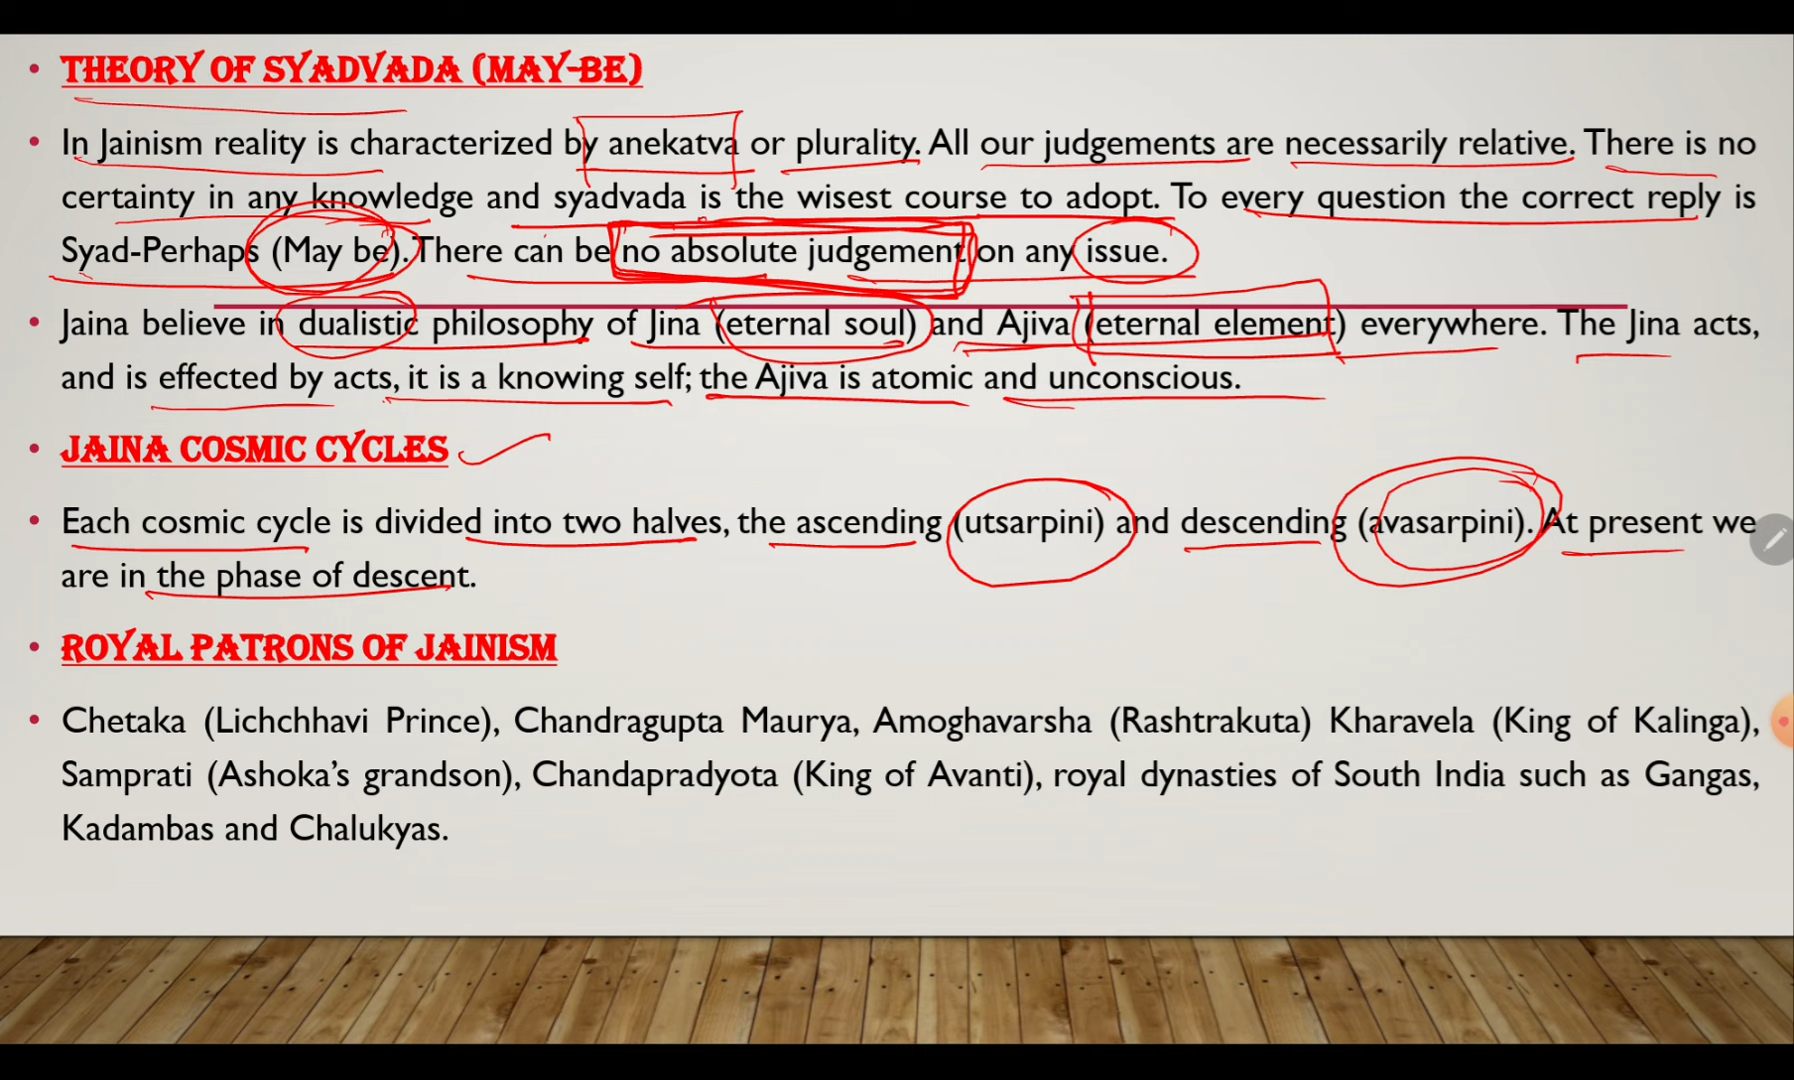 THEORY OF SYADVADA (MAY-BE)
In Jainism reality is characterized by anekatva or plurality. All our judgements are necessarily relative. There is no
certainty in any knowledge and syadvada is the wisest course to adopt. To every question the correct reply is
Syad-Perhaps (May be). There can be no absolute judgement on any issue.
Jaina believe in dualistic philosophy of Jina (eternal soul) and Ajiva (eternal element) everywhere. The Jina acts,
and is effected by acts, it is a knowing self; the Ajiva is atomic and unconscious.
JAINA COSMIC CYCLES
Each cosmic cycle is divided into two halves, the ascending (utsarpini) and descending (avasarpini). At present we
are in the phase of descent.
ROYAL PATRONS OF JAINISM
Chetaka (Lichchhavi Prince), Chandragupta Maurya, Amoghavarsha (Rashtrakuta) Kharavela (King of Kalinga),
Samprati (Ashoka's grandson), Chandapradyota (King of Avanti), royal dynasties of South India such as Gangas,
Kadambas and Chalukyas.